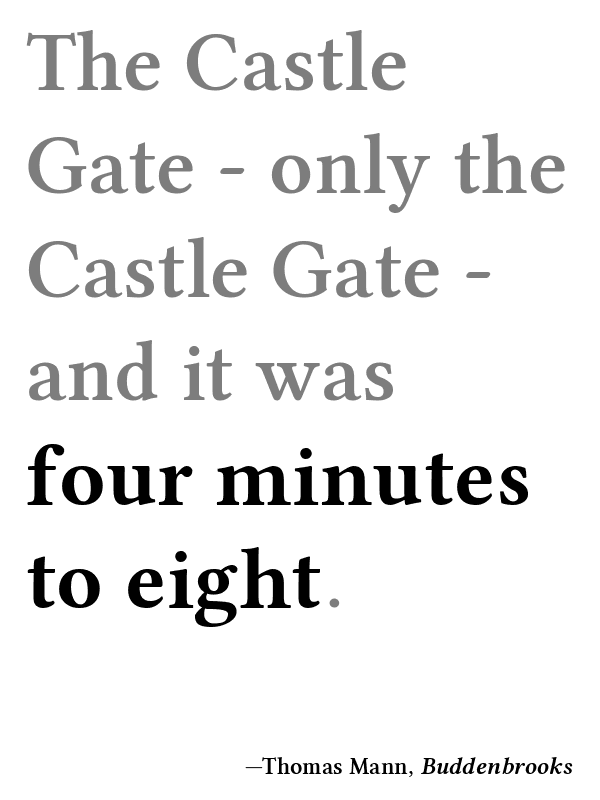 The Castle
Gate - only the
Castle Gate -
and it was
four minutes
to eight.
—Thomas Mann, Buddenbrooks